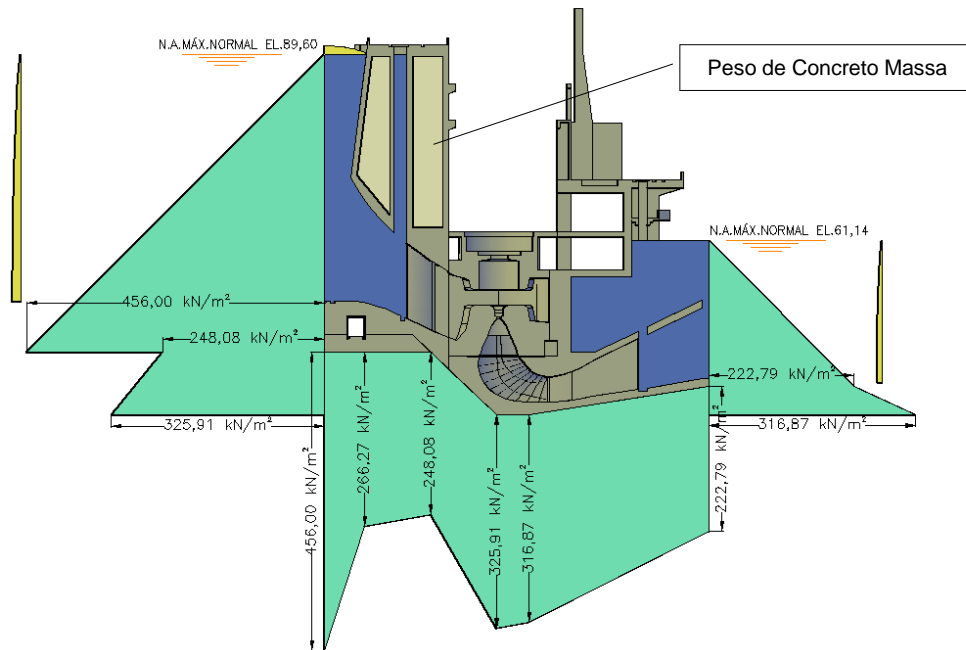 N.A.MÁX.NORMAL EL.89,60
Peso de Concreto Massa
N.A.MÁX.NORMAL EL.61,14
456,00 kN/m²
248,08 kN/m²
222,79 kN/m²
325,91 kN/m²
316,87 kN/m²
456,00 kN/m²
266,27 kN/m²
248,08 kN/m²
325,91 kN/m²
316,87 kN/m²
222,79 kN/m²